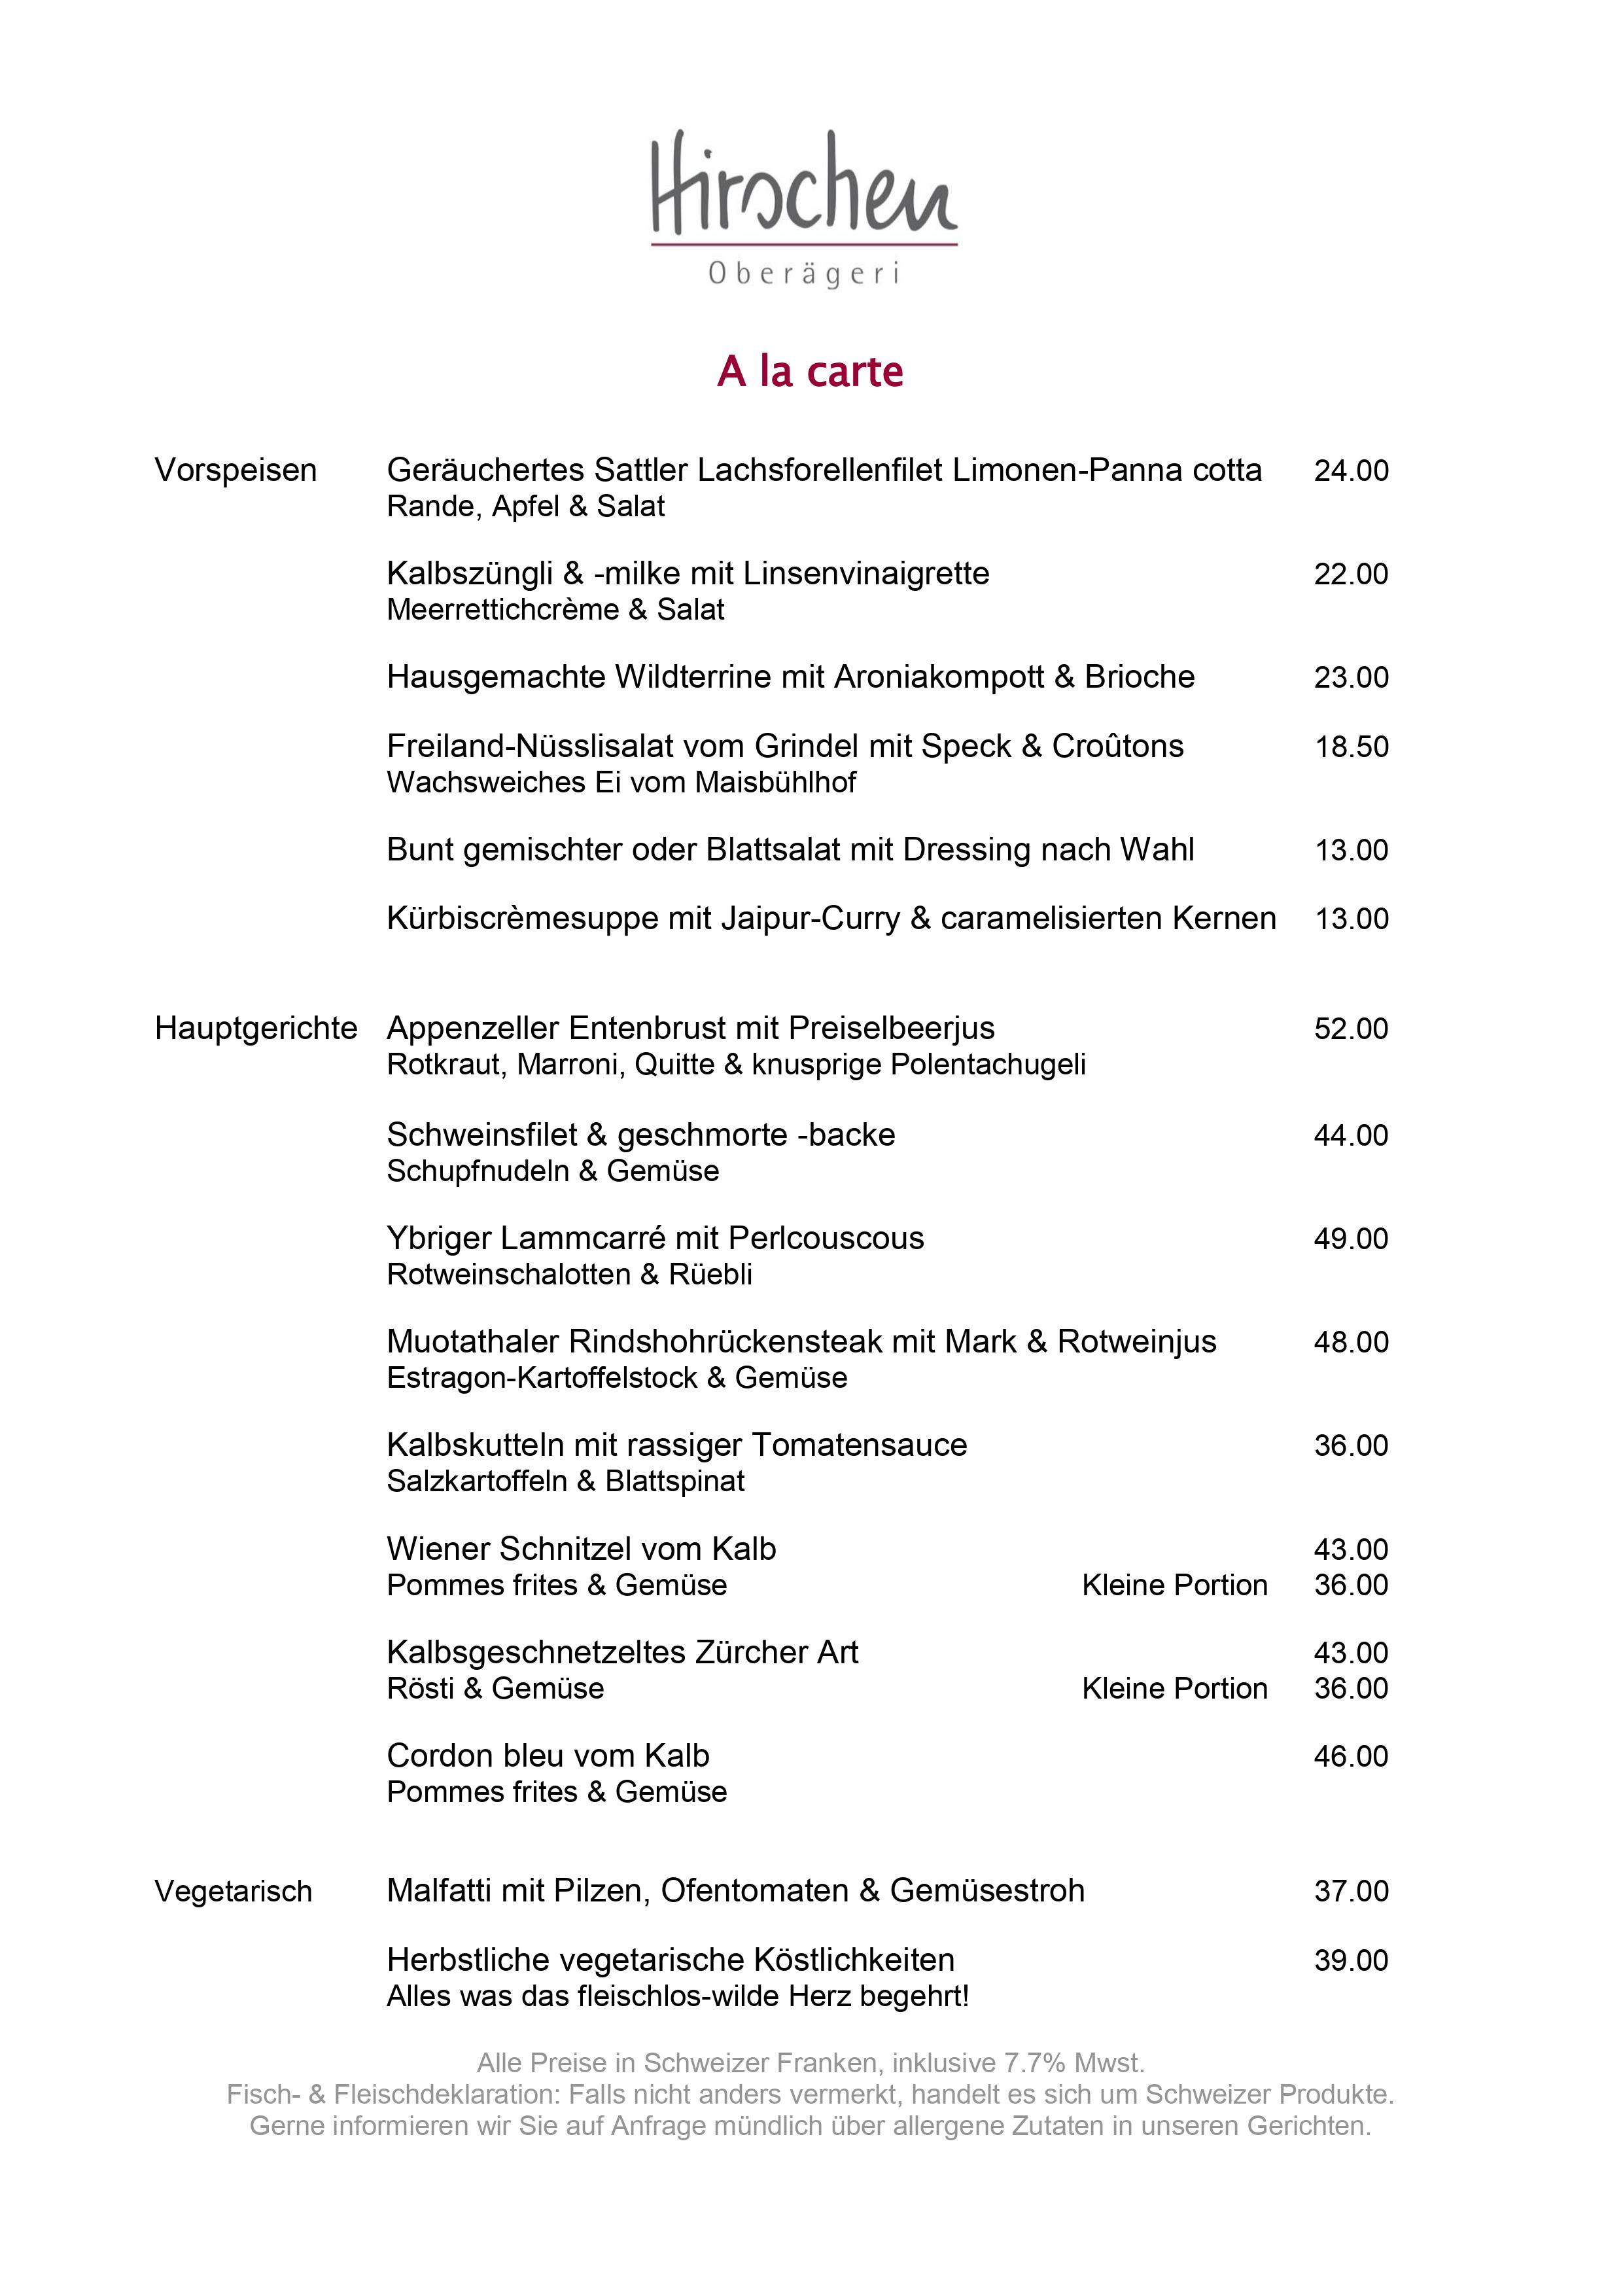 Hirschen
Oberägeri
A la carte
Vorspeisen Geräuchertes Sattler Lachsforellenfilet Limonen-Panna cotta 24.00
Rande, Apfel & Salat
Kalbszüngli & -milke mit Linsenvinaigrette 22.00
Meerrettichcrème & Salat
Hausgemachte Wildterrine mit Aroniakompott & Brioche 23.00
Freiland-Nüsslisalat vom Grindel mit Speck & Croûtons 18.50
Wachsweiches Ei vom Maisbühlhof
Bunt gemischter oder Blattsalat mit Dressing nach Wahl 13.00
Kürbiscrèmesuppe mit Jaipur-Curry & caramelisierten Kernen 13.00
Hauptgerichte Appenzeller Entenbrust mit Preiselbeerjus 52.00
Rotkraut, Marroni, Quitte & knusprige Polentachugeli
Schweinsfilet & geschmorte -backe 44.00
Schupfnudeln & Gemüse
Ybriger Lammcarré mit Perlcouscous 49.00
Rotweinschalotten & Rüebli
Muotathaler Rindshohrückensteak mit Mark & Rotweinjus 48.00
Estragon-Kartoffelstock & Gemüse
Kalbskutteln mit rassiger Tomatensauce 36.00
Salzkartoffeln & Blattspinat
Wiener Schnitzel vom Kalb 43.00
Pommes frites & Gemüse Kleine Portion 36.00
Kalbsgeschnetzeltes Zürcher Art 43.00
Rösti & Gemüse Kleine Portion 36.00
Cordon bleu vom Kalb 46.00
Pommes frites & Gemüse
Vegetarisch Malfatti mit Pilzen, Ofentomaten & Gemüsestroh 37.00
Herbstliche vegetarische Köstlichkeiten 39.00
Alles was das fleischlos-wilde Herz begehrt!
Alle Preise in Schweizer Franken, inklusive 7.7% Mwst.
Fisch- & Fleischdeklaration: Falls nicht anders vermerkt, handelt es sich um Schweizer Produkte.
Gerne informieren wir Sie auf Anfrage mündlich über allergene Zutaten in unseren Gerichten.